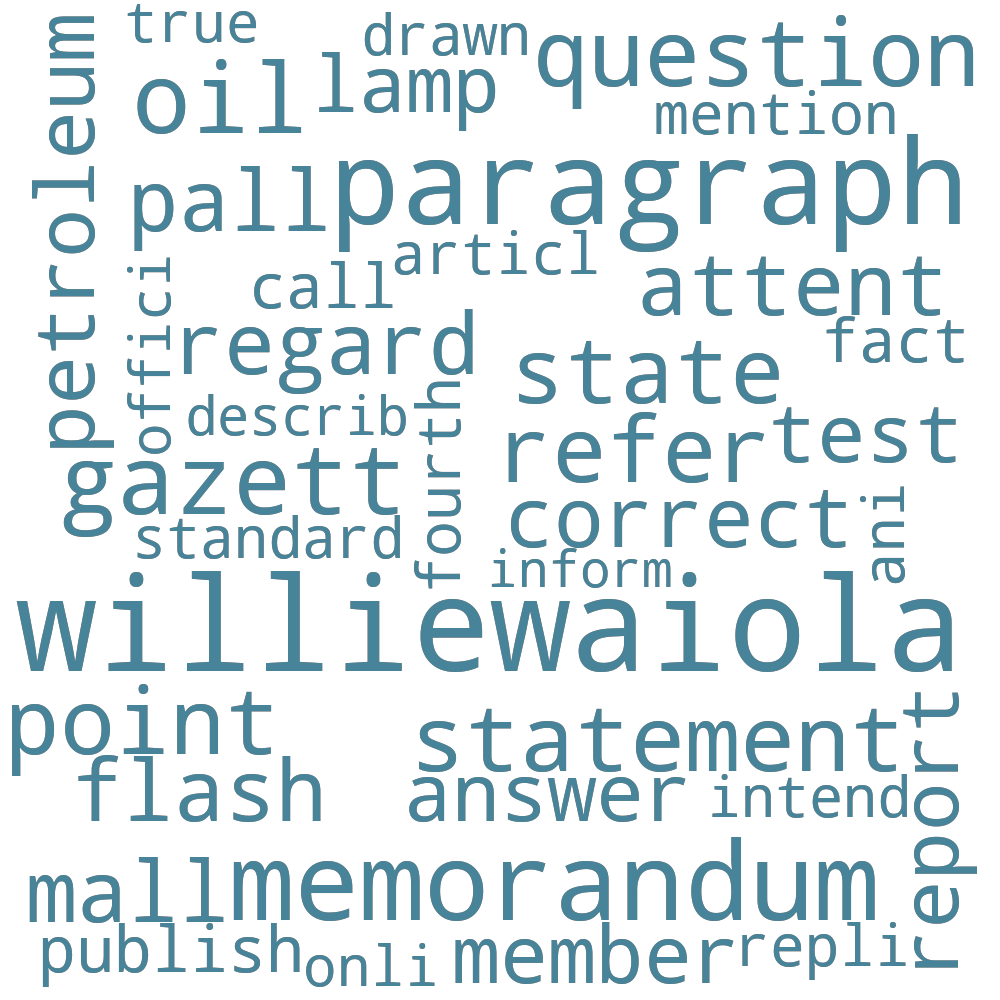 true
drawn
question
petroleum
oil
lamp
mention
paragraph
pall
articl
call
attent
offici
regard
fact
state
describ
fourth
refer
test
gazett
correct
ani
standard
inform
williewaiola
point
statement
report
flash
answer
intend
mall
memorandum
publish
onli
member
repli